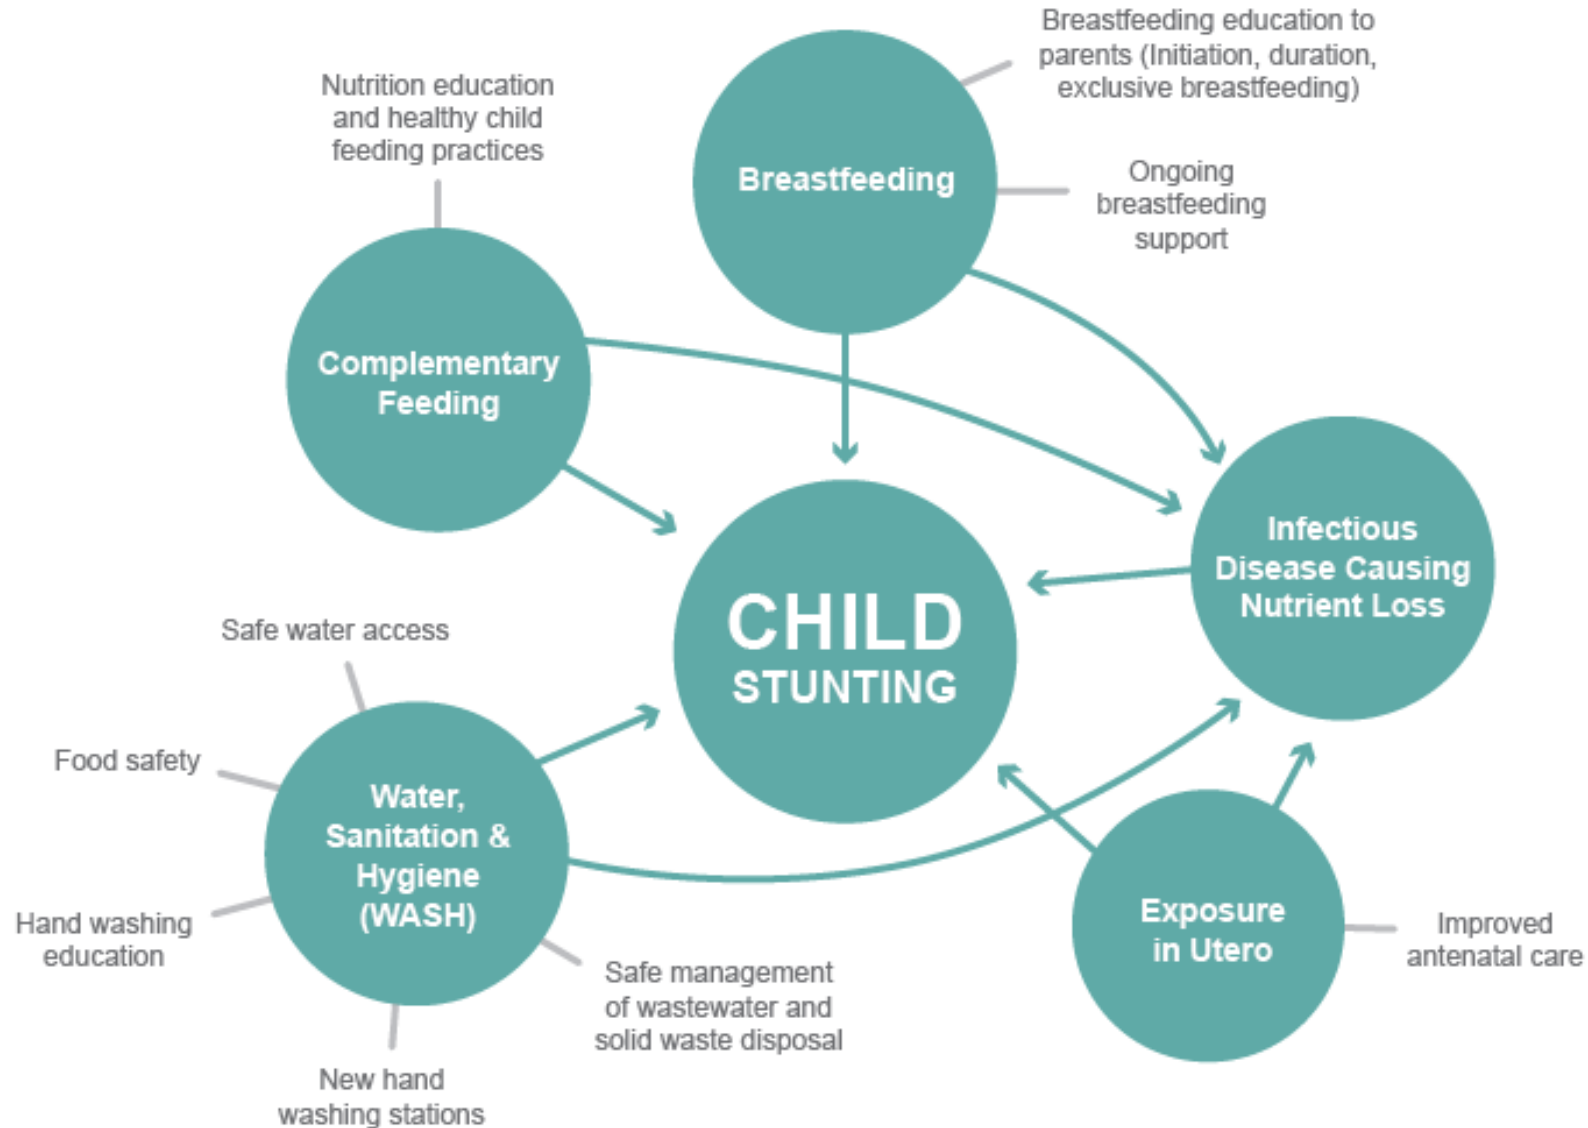 Breastfeeding education to
parents (Initiation, duration,
exclusive breastfeeding)
Nutrition education
and healthy child
feeding practices
Breastfeeding
Ongoing
breastfeeding
support
Complementary
Feeding
Infectious
Disease Causing
Nutrient Loss
CHILD
STUNTING
Safe water access
Food safety
Water,
Sanitation &
Hygiene
(WASH)
Hand washing
education
Safe management
of wastewater and
solid waste disposal
New hand
washing stations
Exposure
in Utero
Improved
antenatal care